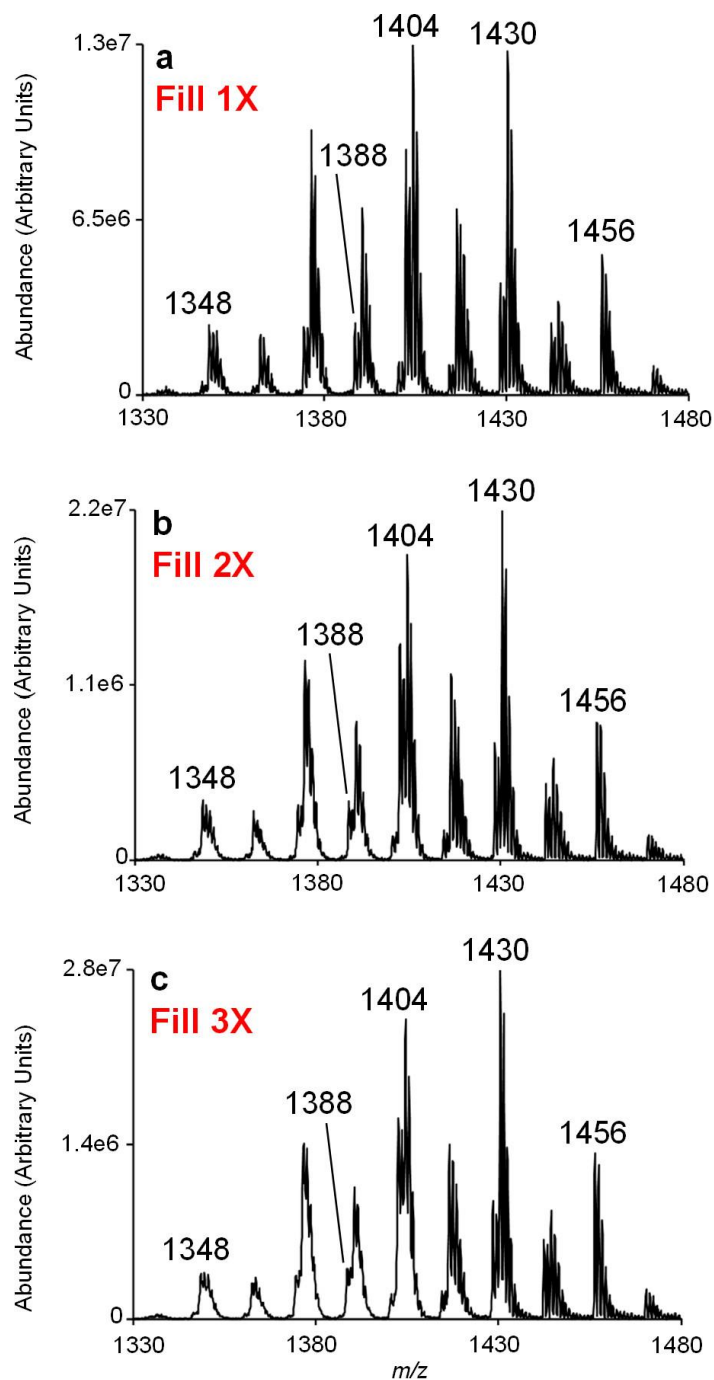 1.3e7
a
Fill 1X
1404
1430
1388
6.5e6
1456
1348
0
1330
1380
1430
1480
Abundance (Arbitrary Units)
2.2e7
b
Fill 2X
1430
1404
1388
1.1e6
1456
1348
0
1330
1380
1430
1480
Abundance (Arbitrary Units)
2.8e7
c
Fill 3X
1430
1404
1388
1.4e6
1456
1348
0
1330
1380
1430
1480
Abundance (Arbitrary Units)
m/z